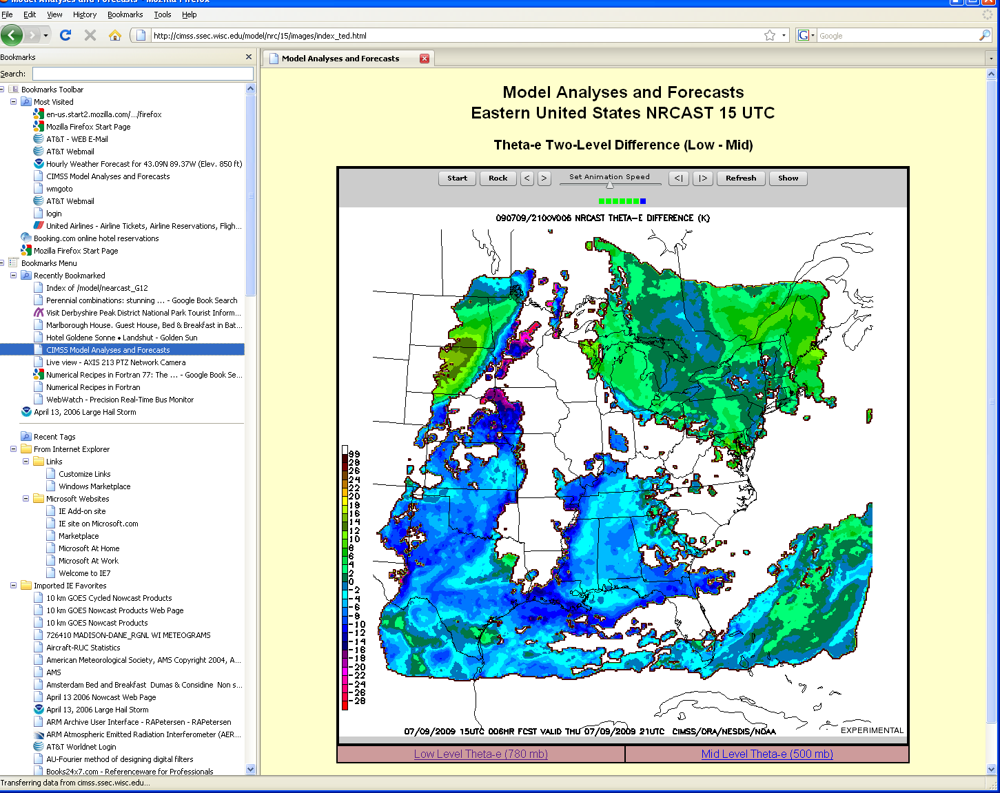 Model Analyses and Forecasts - Mozilla Firefox
File Edit View History Bookmarks Tools Help
http://cimss.ssec.wisc.edu/model/nrc/15/images/index_ted.html
G Google
Bookmarks
Search:
Bookmarks Toolbar
Most Visited
en-us.start2.mozilla.com/.../firefox
Mozilla Firefox Start Page
AT&T - WEB E-Mail
AT&T Webmail
Hourly Weather Forecast for 43.09N 89.37W (Elev. 850 ft)
CIMSS Model Analyses and Forecasts
wmgoto
AT&T Webmail
login
United Airlines - Airline Tickets, Airline Reservations, Fligh...
Booking.com online hotel reservations
Mozilla Firefox Start Page
Bookmarks Menu
Recently Bookmarked
Index of /model/nearcast_G12
Perennial combinations: stunning ... - Google Book Search
Visit Derbyshire Peak District National Park Tourist Inform...
Marlborough House. Guest House, Bed & Breakfast in Bat...
Hotel Goldene Sonne • Landshut - Golden Sun
CIMSS Model Analyses and Forecasts
Live view - AXIS 213 PTZ Network Camera
Numerical Recipes in Fortran 77: The ... - Google Book Se...
Numerical Recipes in Fortran
WebWatch - Precision Real-Time Bus Monitor
April 13, 2006 Large Hail Storm
Recent Tags
From Internet Explorer
Links
Customize Links
Windows Marketplace
Microsoft Websites
IE Add-on site
IE site on Microsoft.com
Marketplace
Microsoft At Home
Microsoft At Work
Welcome to IE7
Imported IE Favorites
10 km GOES Cycled Nowcast Products
10 km GOES Nowcast Products Web Page
10 km GOES Nowcast Products
726410 MADISON-DANE_RGNL WI METEOGRAMS
Aircraft-RUC Statistics
American Meteorological Society, AMS Copyright 2004, A...
AMS
Amsterdam Bed and Breakfast Dumas & Considine Non s...
April 13 2006 Nowcast Web Page
April 13, 2006 Large Hail Storm
ARM Archive User Interface - RAPetersen - RAPetersen
ARM Atmospheric Emitted Radiation Interferometer (AER...
AT&T Worldnet Login
AU-Fourier method of designing digital filters
Books24x7.com - Referenceware for Professionals
Transferring data from cimss.ssec.wisc.edu...
Model Analyses and Forecasts
Model Analyses and Forecasts
Eastern United States NRCAST 15 UTC
Theta-e Two-Level Difference (Low - Mid)
Start Rock < > Set Animation Speed <| |> Refresh Show
090709/2100V006 NRCAST THETA-E DIFFERENCE (K)
99
28
26
24
22
20
18
16
14
12
10
8
6
4
2
0
-2
-4
-6
-8
-10
-12
-14
-16
-18
-20
-22
-24
-26
-28
07/09/2009 15UTC 006HR FCST VALID THU 07/09/2009 21UTC CIMSS/ORA/NESDIS/NOAA
EXPERIMENTAL
Low Level Theta-e (780 mb)
Mid Level Theta-e (500 mb)